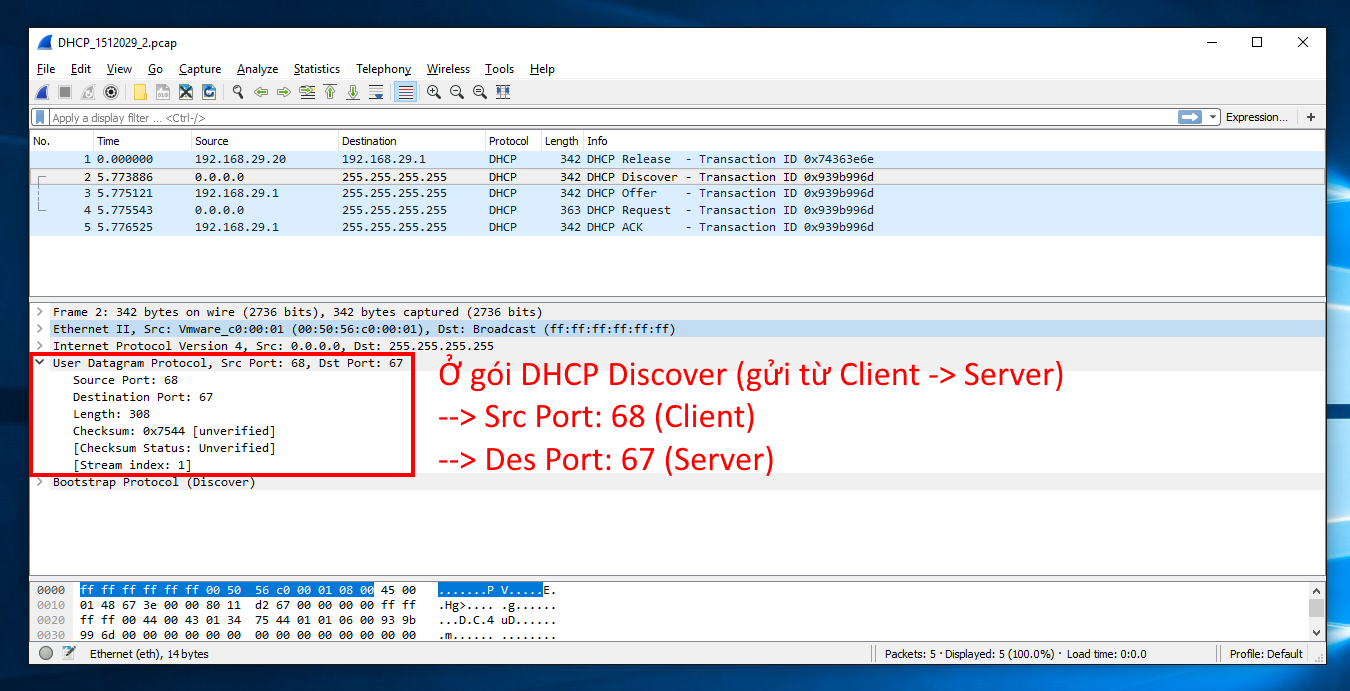 DHCP_1512029_2.pcap
File Edit View Go Capture Analyze Statistics Telephony Wireless Tools Help
Apply a display filter ... <Ctrl-/> Expression... +
No. Time Source Destination Protocol Length Info
1 0.000000 192.168.29.20 192.168.29.1 DHCP 342 DHCP Release - Transaction ID 0x74363e6e
2 5.773886 0.0.0.0 255.255.255.255 DHCP 342 DHCP Discover - Transaction ID 0x939b996d
3 5.775121 192.168.29.1 255.255.255.255 DHCP 342 DHCP Offer - Transaction ID 0x939b996d
4 5.775543 0.0.0.0 255.255.255.255 DHCP 363 DHCP Request - Transaction ID 0x939b996d
5 5.776525 192.168.29.1 255.255.255.255 DHCP 342 DHCP ACK - Transaction ID 0x939b996d
Frame 2: 342 bytes on wire (2736 bits), 342 bytes captured (2736 bits)
Ethernet II, Src: Vmware_c0:00:01 (00:50:56:c0:00:01), Dst: Broadcast (ff:ff:ff:ff:ff:ff)
Internet Protocol Version 4, Src: 0.0.0.0, Dst: 255.255.255.255
User Datagram Protocol, Src Port: 68, Dst Port: 67
Source Port: 68
Destination Port: 67
Length: 308
Checksum: 0x7544 [unverified]
[Checksum Status: Unverified]
[Stream index: 1]
Bootstrap Protocol (Discover)
Ở gói DHCP Discover (gửi từ Client -> Server)
--> Src Port: 68 (Client)
--> Des Port: 67 (Server)
0000 ff ff ff ff ff ff 00 50 56 c0 00 01 08 00 45 00 .......P V.....E.
0010 01 48 67 3e 00 00 80 11 d2 67 00 00 00 00 ff ff .Hg>.... .g......
0020 ff ff 00 44 00 43 01 34 75 44 01 01 06 00 93 9b ...D.C.4 uD......
0030 99 6d 00 00 00 00 00 00 00 00 00 00 00 00 00 00 .m...... ........
Ethernet (eth), 14 bytes Packets: 5 · Displayed: 5 (100.0%) · Load time: 0:0.0 Profile: Default